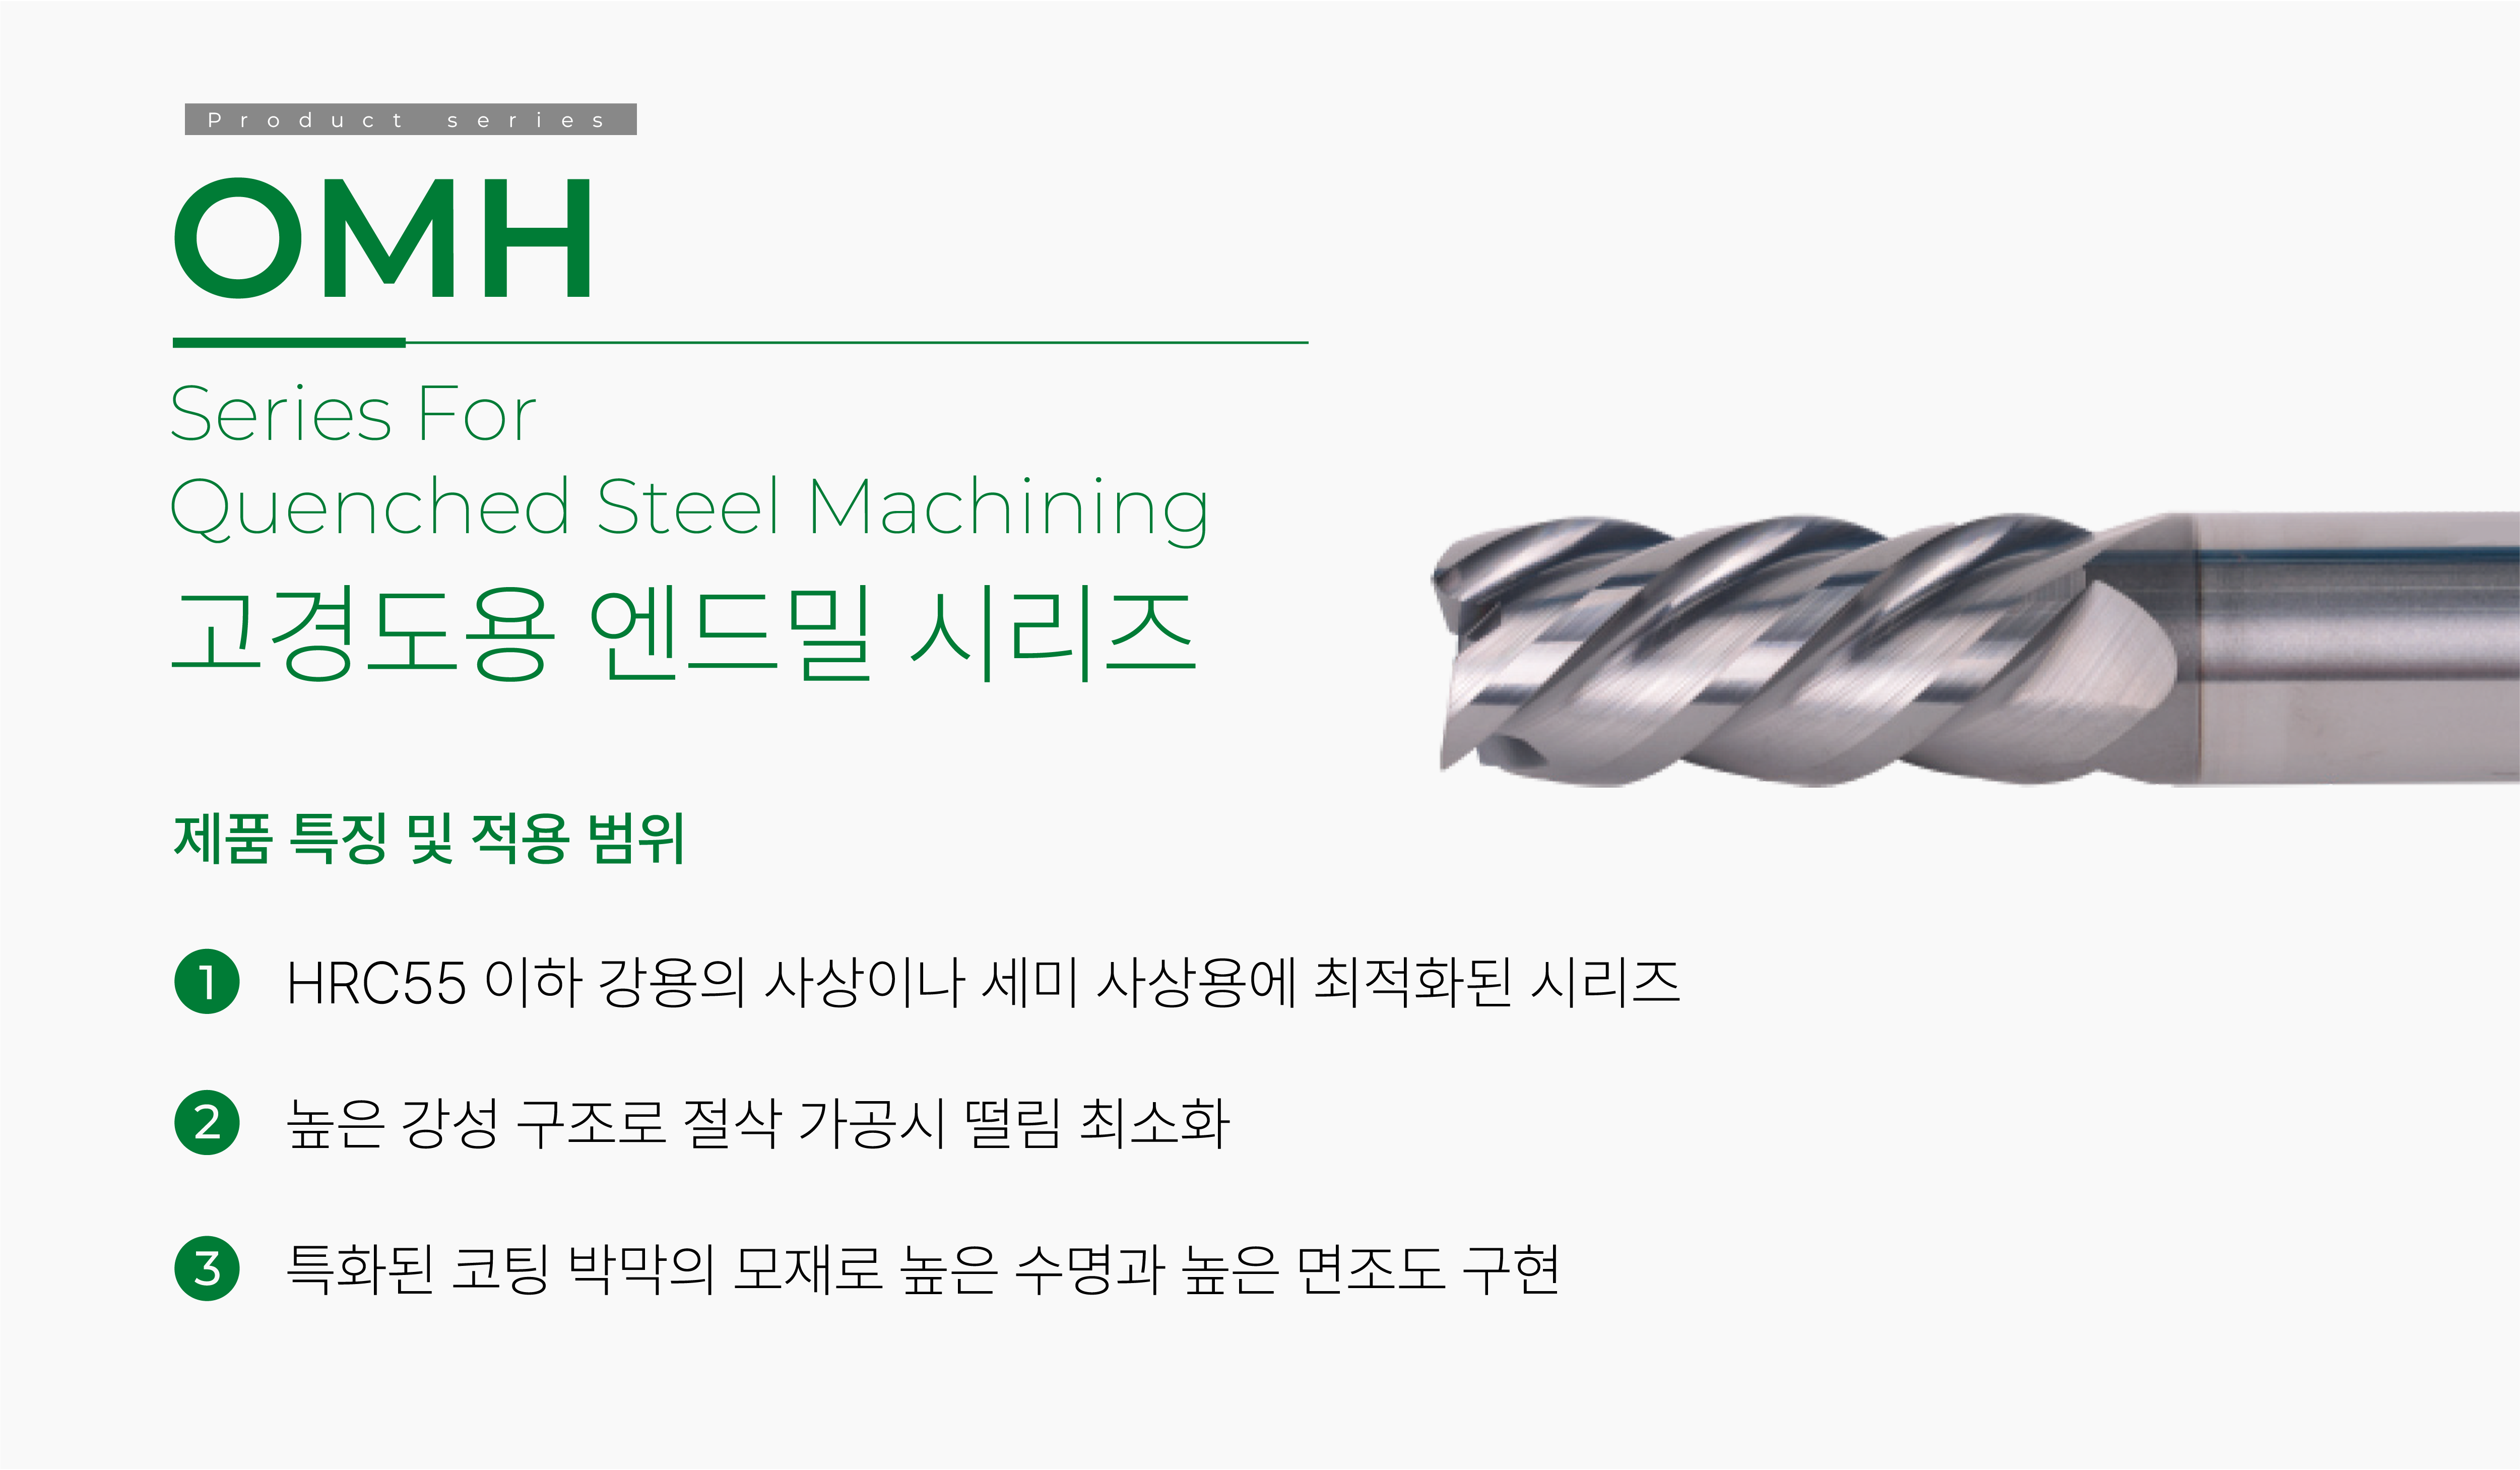 Product series
OMH
Series For
Quenched Steel Machining
고경도용 엔드밀 시리즈
제품 특징 및 적용 범위
1 HRC55 이하 강용의 사상이나 세미 사상용에 최적화된 시리즈
2 높은 강성 구조로 절삭 가공시 떨림 최소화
3 특화된 코팅 박막의 모재로 높은 수명과 높은 면조도 구현